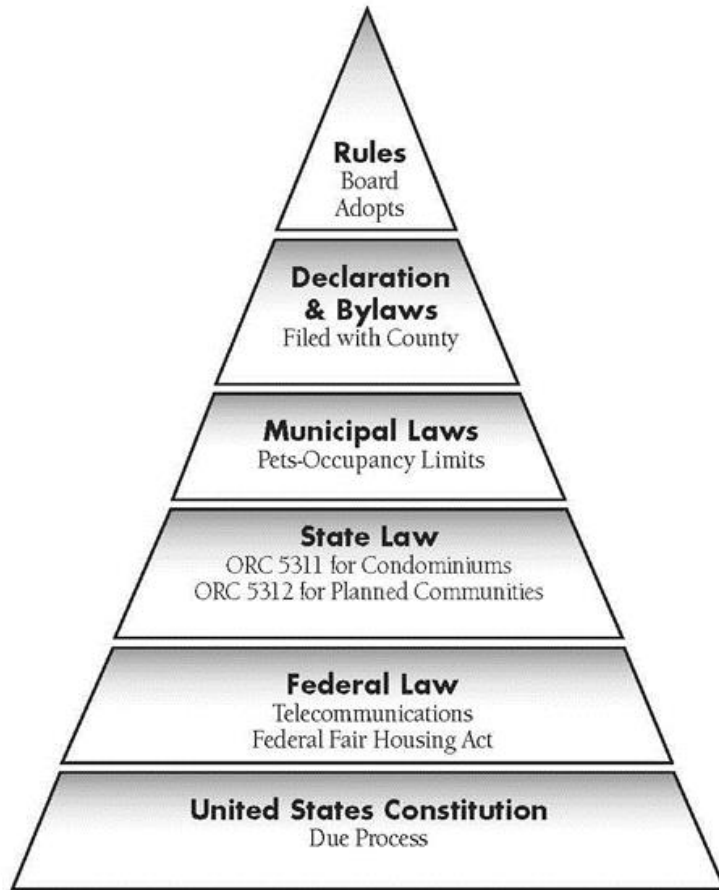 Rules
Board
Adopts
Declaration
& Bylaws
Filed with County
Municipal Laws
Pets-Occupancy Limits
State Law
ORC 5311 for Condominiums
ORC 5312 for Planned Communities
Federal Law
Telecommunications
Federal Fair Housing Act
United States Constitution
Due Process